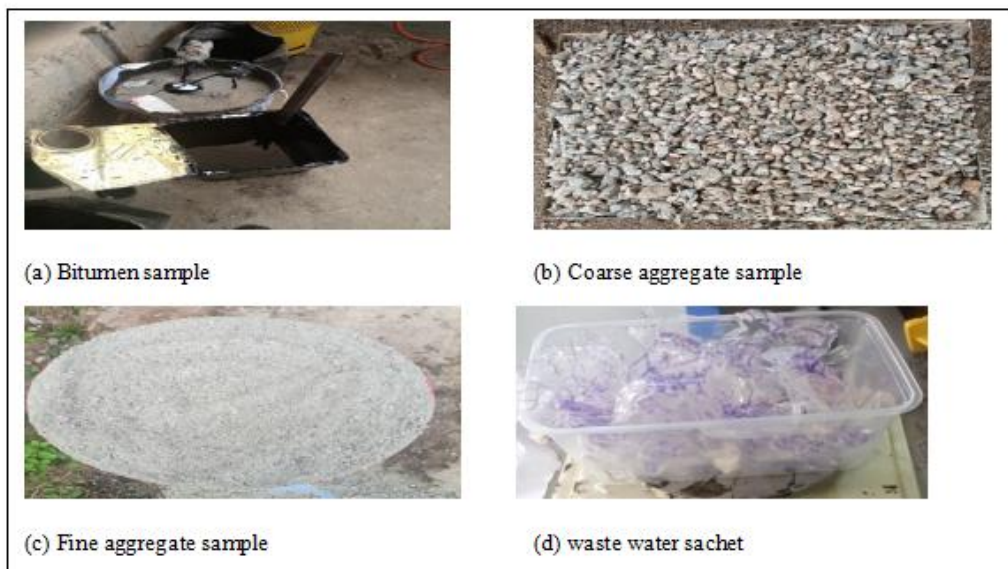 (a) Bitumen sample
(b) Coarse aggregate sample
(c) Fine aggregate sample
(d) waste water sachet